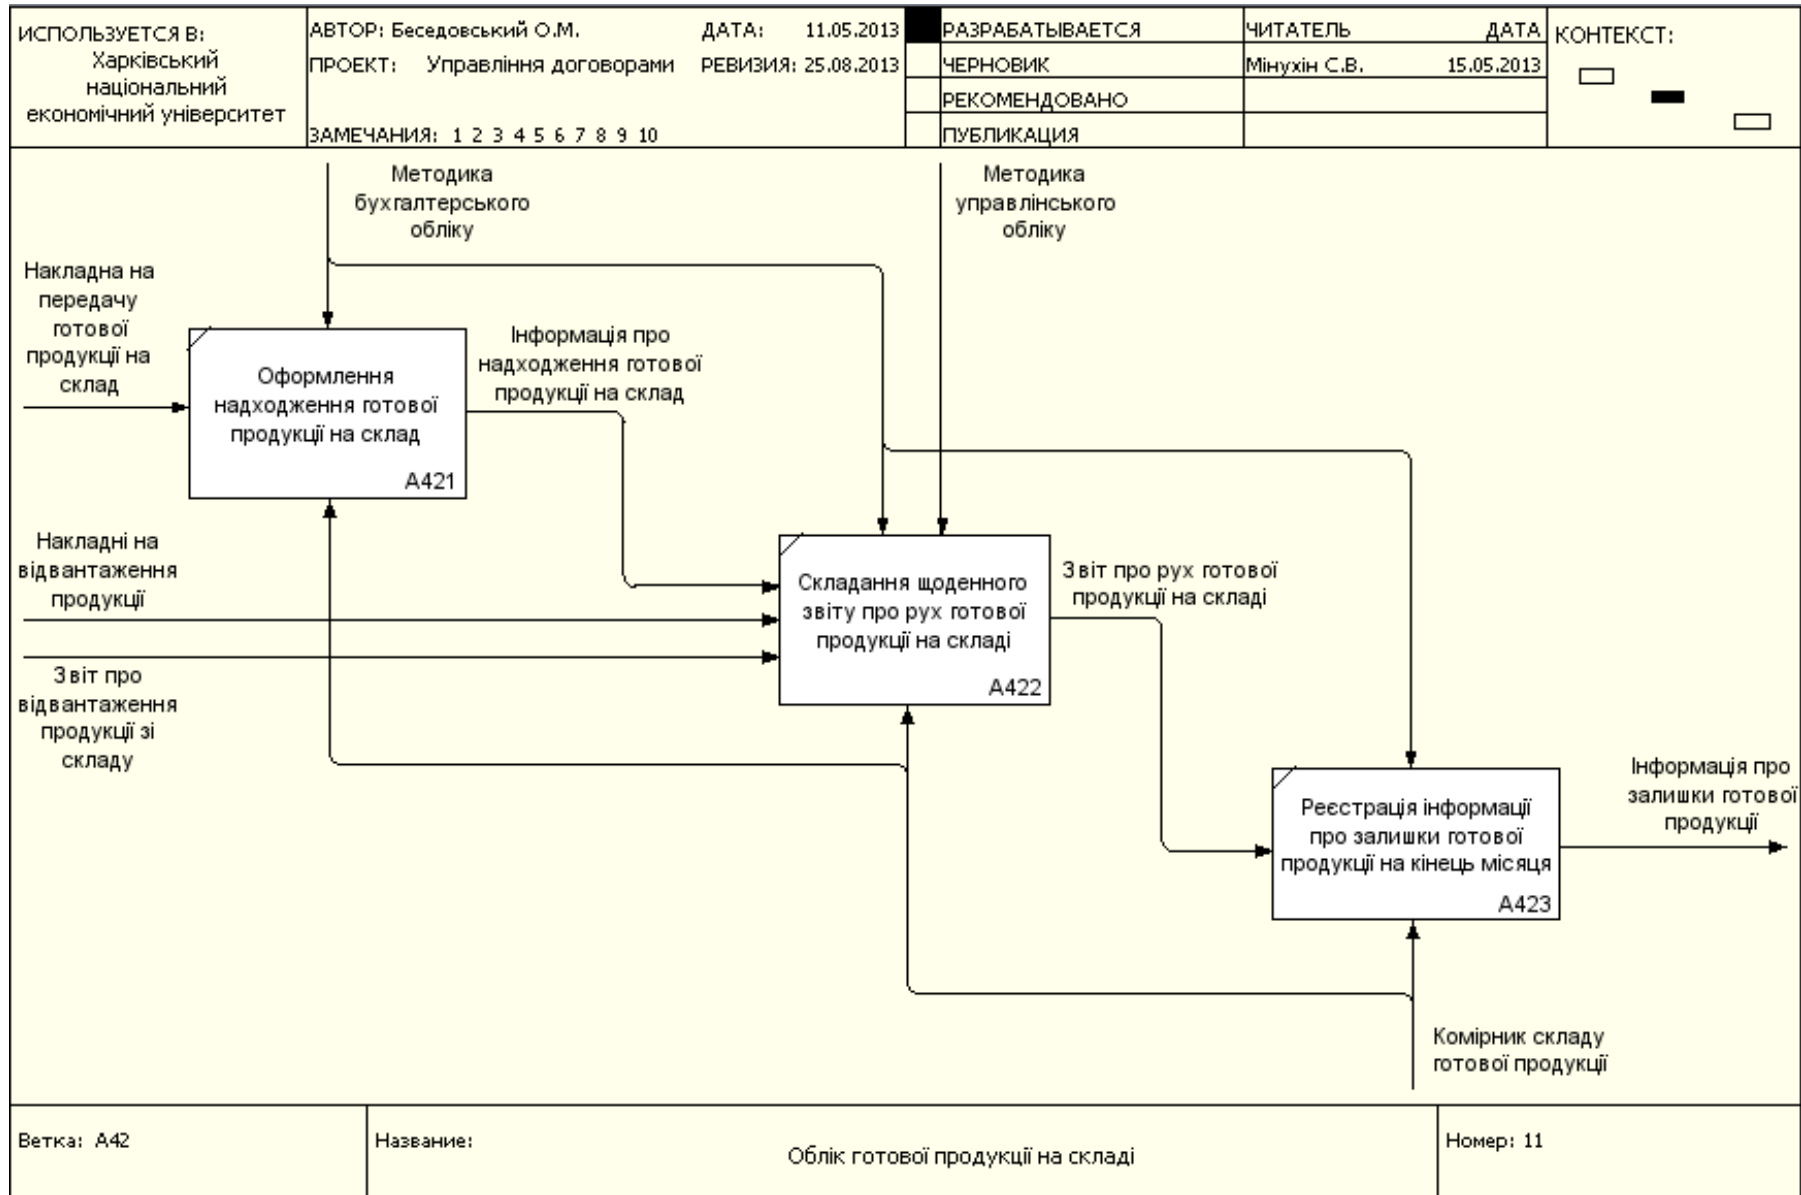 ИСПОЛЬЗУЕТСЯ В:
Харківський
національний
економічний університет
АВТОР: Беседовський О.М.
ДАТА: 11.05.2013
ПРОЕКТ: Управління договорами
РЕВИЗИЯ: 25.08.2013
ЗАМЕЧАНИЯ: 1 2 3 4 5 6 7 8 9 10
РАЗРАБАТЫВАЕТСЯ
ЧЕРНОВИК
РЕКОМЕНДОВАНО
ПУБЛИКАЦИЯ
ЧИТАТЕЛЬ ДАТА
Мінухін С.В. 15.05.2013
КОНТЕКСТ:
Методика
бухгалтерського
обліку
Методика
управлінського
обліку
Накладна на
передачу
готової
продукції на
склад
Оформлення
надходження готової
продукції на склад
A421
Інформація про
надходження готової
продукції на склад
Накладні на
відвантаження
продукції
Звіт про
відвантаження
продукції зі
складу
Складання щоденного
звіту про рух готової
продукції на складі
A422
Звіт про рух готової
продукції на складі
Реєстрація інформації
про залишки готової
продукції на кінець місяця
A423
Інформація про
залишки готової
продукції
Комірник складу
готової продукції
Ветка: A42
Название:
Облік готової продукції на складі
Номер: 11